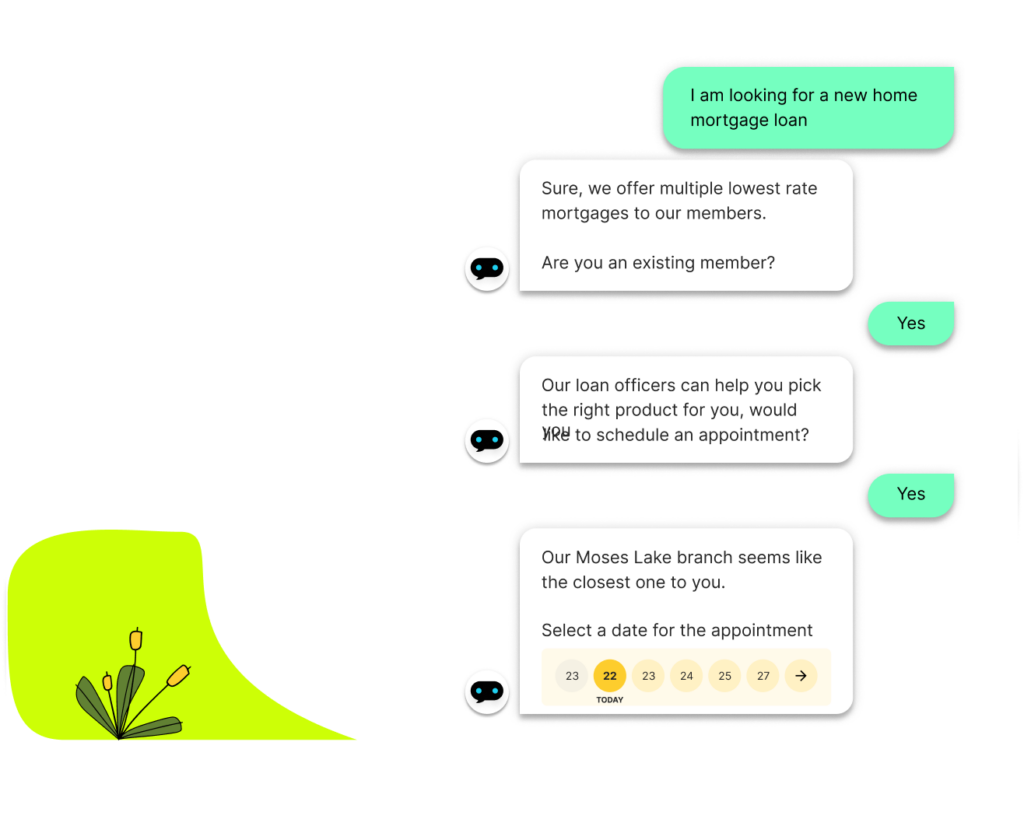 I am looking for a new home
mortgage loan
Sure, we offer multiple lowest rate
mortgages to our members.
Are you an existing member?
Yes
Our loan officers can help you pick
the right product for you, would
you
like to schedule an appointment?
Yes
Our Moses Lake branch seems like
the closest one to you.
Select a date for the appointment
23 22 23 24 25 27
TODAY